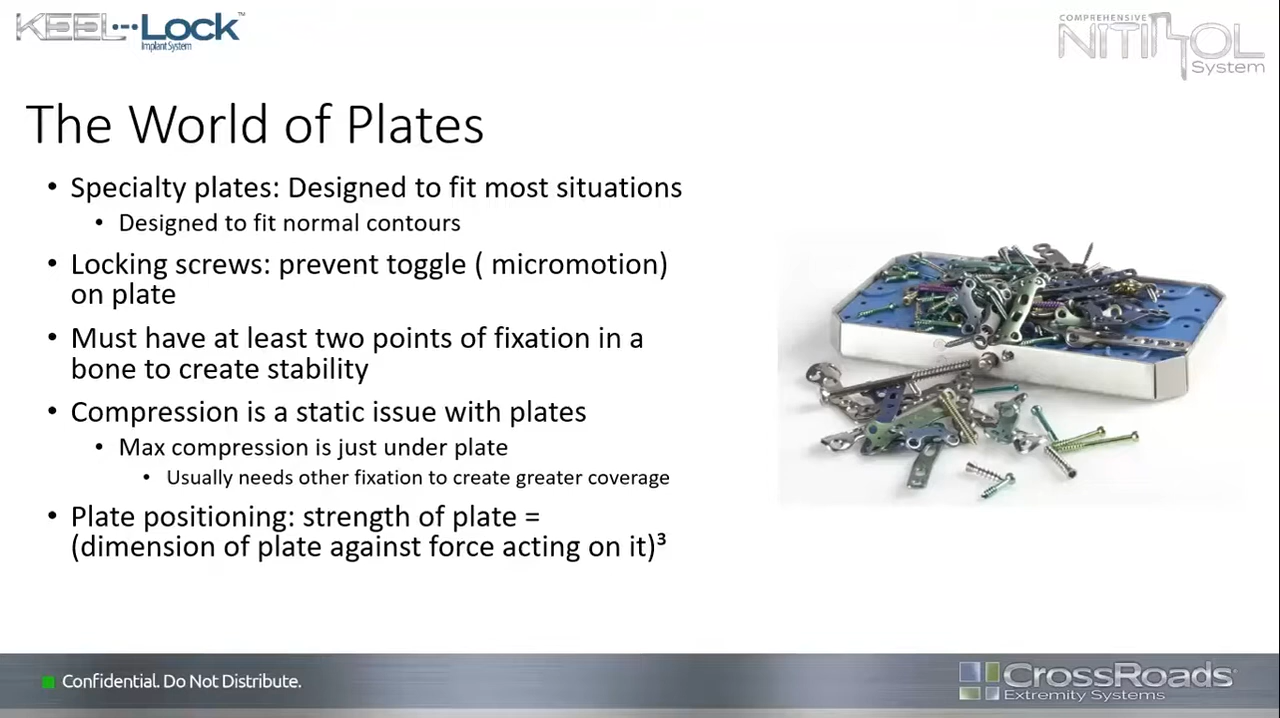 KEEL-Lock™
Implant System
COMPREHENSIVE
NITINOL
System
The World of Plates
• Specialty plates: Designed to fit most situations
• Designed to fit normal contours
• Locking screws: prevent toggle ( micromotion)
on plate
• Must have at least two points of fixation in a
bone to create stability
• Compression is a static issue with plates
• Max compression is just under plate
• Usually needs other fixation to create greater coverage
• Plate positioning: strength of plate =
(dimension of plate against force acting on it)³
Confidential. Do Not Distribute.
CrossRoads
Extremity Systems